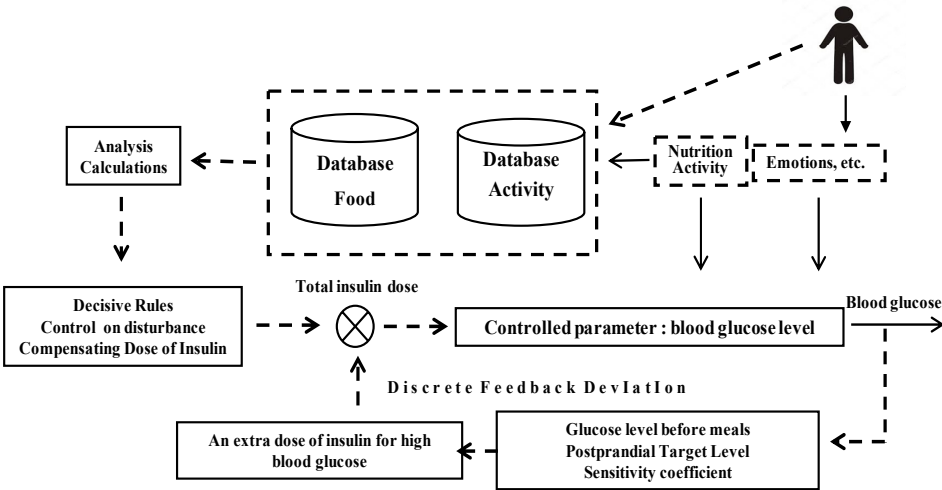 Analysis
Calculations
Database
Food
Database
Activity
Nutrition
Activity
Emotions, etc.
Decisive Rules
Control on disturbance
Compensating Dose of Insulin
Total insulin dose
Controlled parameter : blood glucose level
Blood glucose
Discrete Feedback DevIatIon
An extra dose of insulin for high
blood glucose
Glucose level before meals
Postprandial Target Level
Sensitivity coefficient